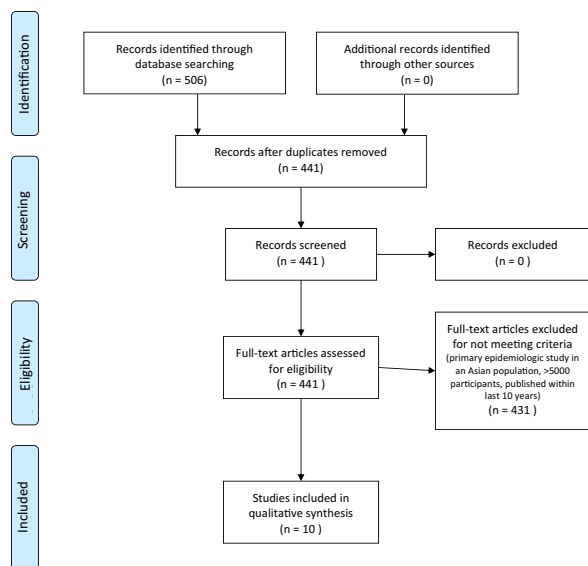 Identification
Records identified through
database searching
(n = 506)
Additional records identified
through other sources
(n = 0)
Records after duplicates removed
(n = 441)
Screening
Records screened
(n = 441 )
Records excluded
(n = 0 )
Eligibility
Full-text articles assessed
for eligibility
(n = 441 )
Full-text articles excluded
for not meeting criteria
(primary epidemiologic study in
an Asian population, >5000
participants, published within
last 10 years)
(n = 431 )
Included
Studies included in
qualitative synthesis
(n = 10 )